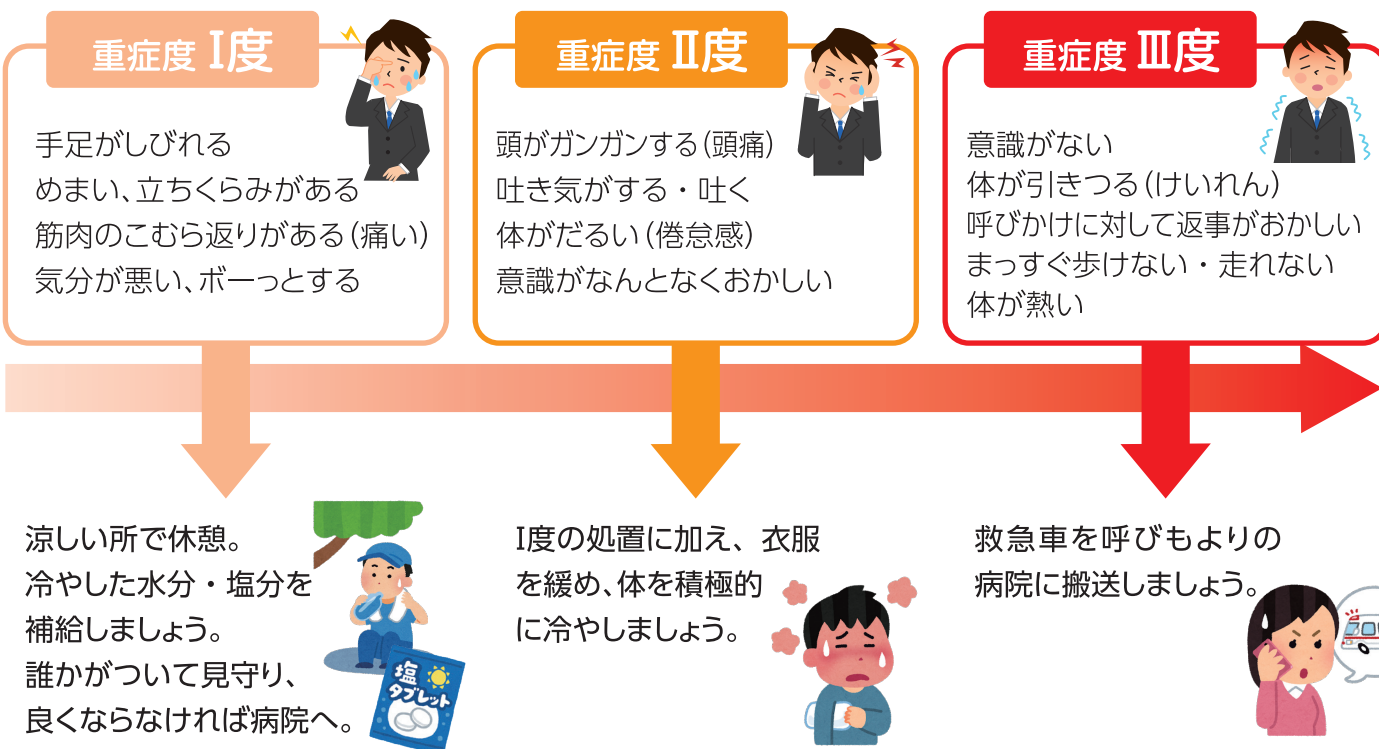 重症度 Ⅰ度
手足がしびれる
めまい、立ちくらみがある
筋肉のこむら返りがある(痛い)
気分が悪い、ボーっとする
重症度 Ⅱ度
頭がガンガンする(頭痛)
吐き気がする・吐く
体がだるい(倦怠感)
意識がなんとなくおかしい
重症度 Ⅲ度
意識がない
体が引きつる(けいれん)
呼びかけに対して返事がおかしい
まっすぐ歩けない・走れない
体が熱い
涼しい所で休憩。
冷やした水分・塩分を
補給しましょう。
誰かがついて見守り、
良くならなければ病院へ。
塩
タブレット
Ⅰ度の処置に加え、衣服
を緩め、体を積極的
に冷やしましょう。
救急車を呼びもよりの
病院に搬送しましょう。